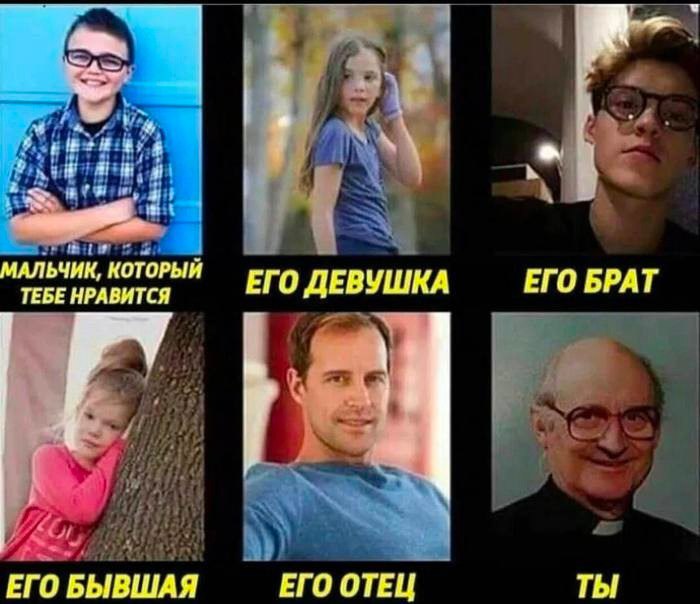 МАЛЬЧИК, КОТОРЫЙ
ТЕБЕ НРАВИТСЯ
ЕГО ДЕВУШКА
ЕГО БРАТ
ЕГО БЫВШАЯ
ЕГО ОТЕЦ
ТЫ